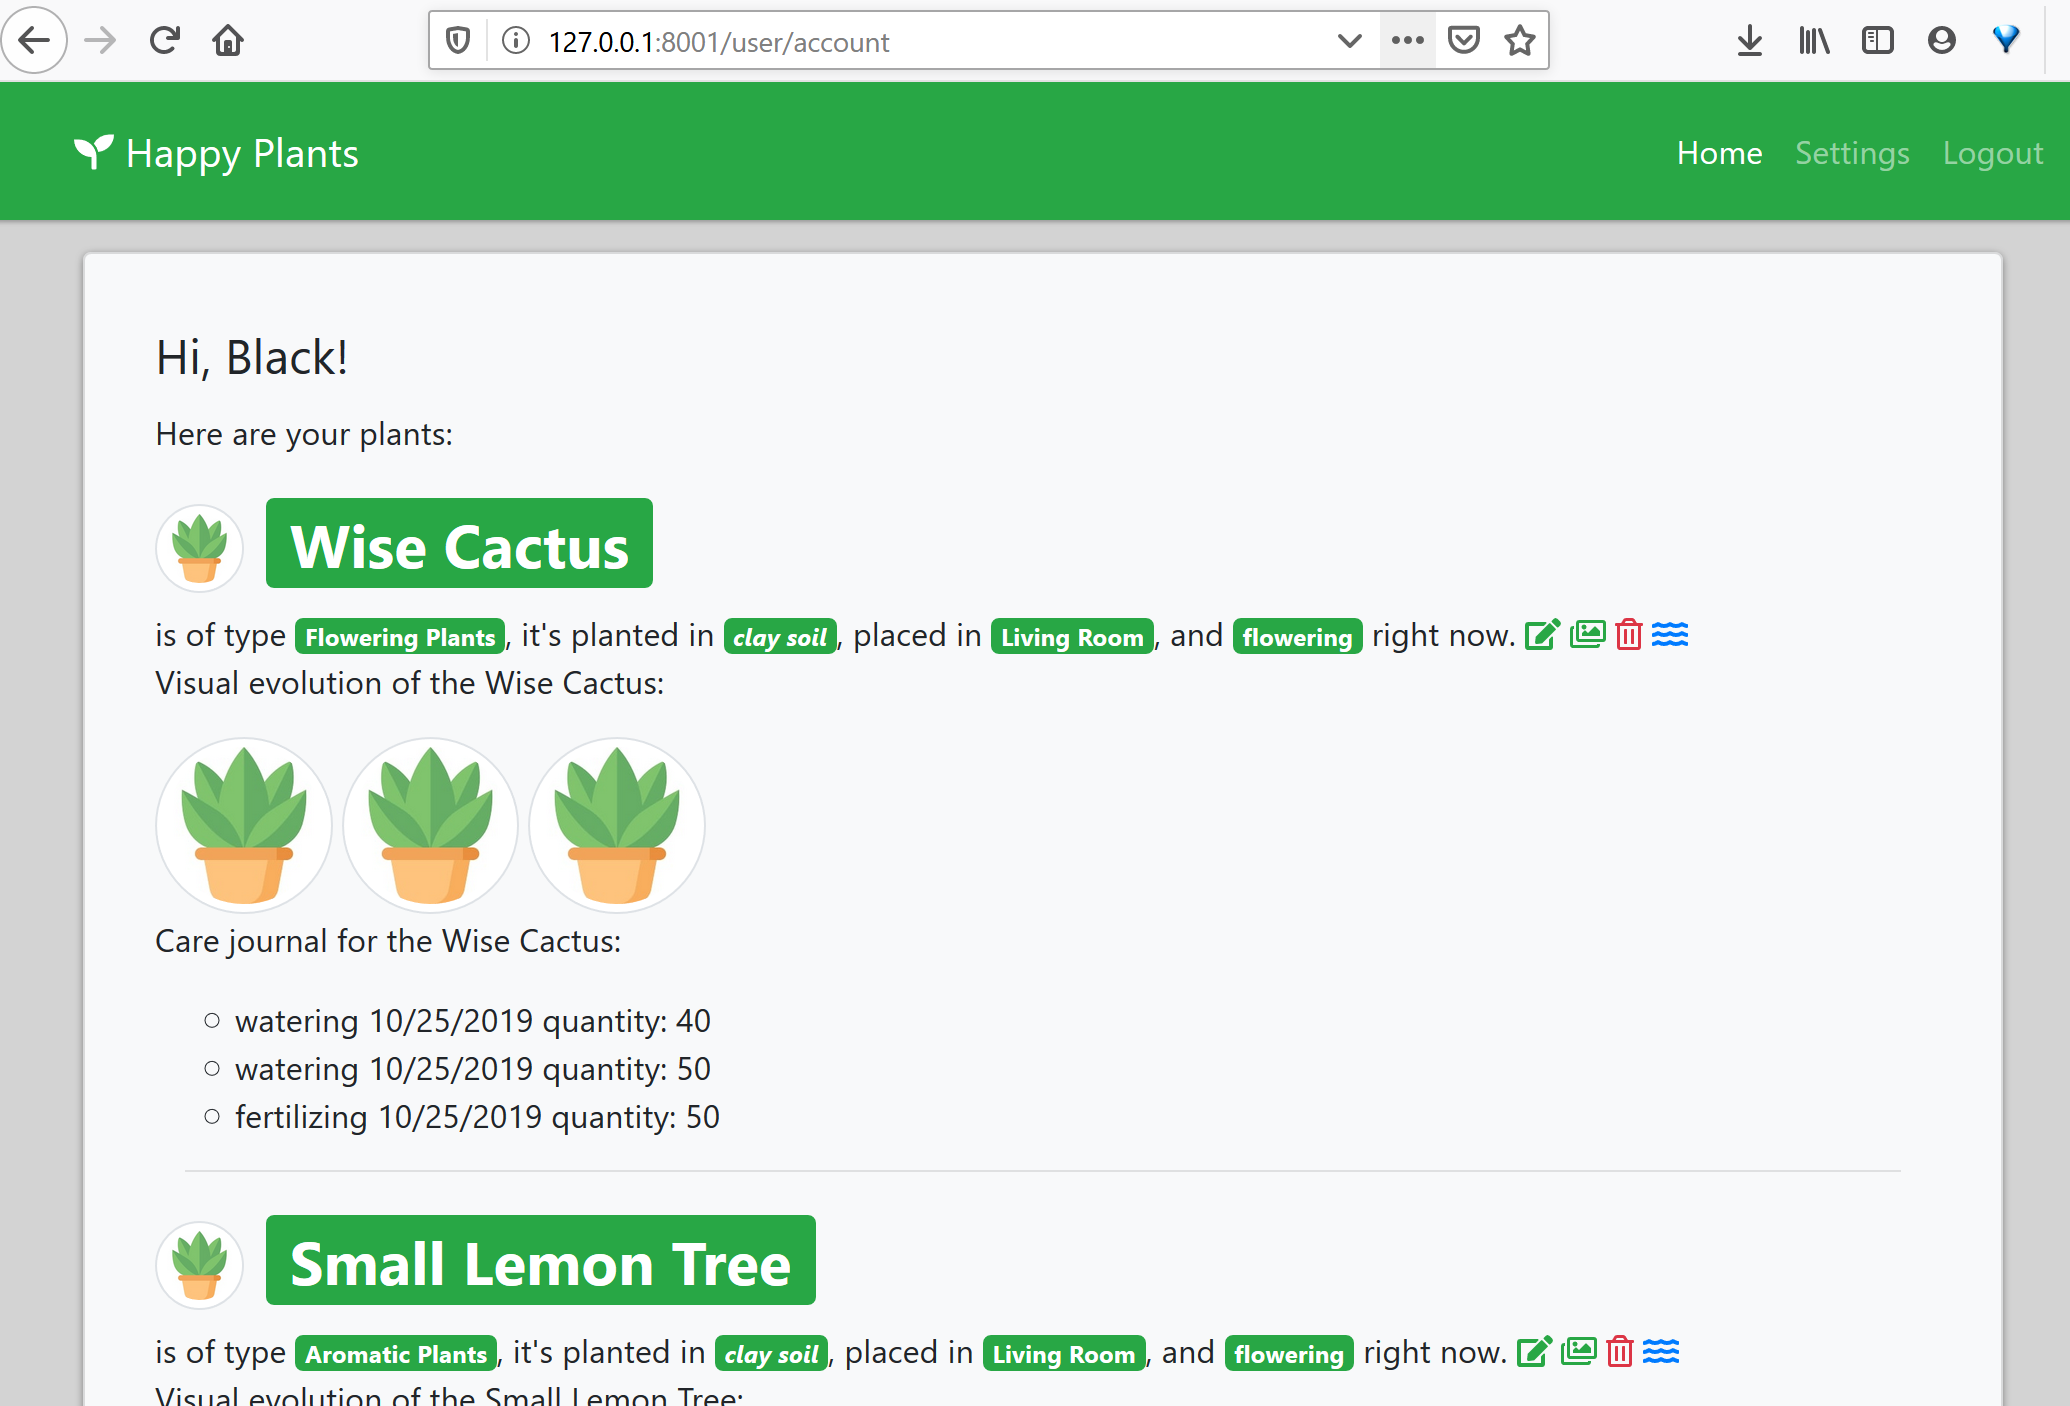 127.0.0.1:8001/user/account
Happy Plants
Home Settings Logout
Hi, Black!
Here are your plants:
Wise Cactus
is of type Flowering Plants, it's planted in clay soil, placed in Living Room, and flowering right now.
Visual evolution of the Wise Cactus:
Care journal for the Wise Cactus:
watering 10/25/2019 quantity: 40
watering 10/25/2019 quantity: 50
fertilizing 10/25/2019 quantity: 50
Small Lemon Tree
is of type Aromatic Plants, it's planted in clay soil, placed in Living Room, and flowering right now.
Visual evolution of the Small Lemon Tree: